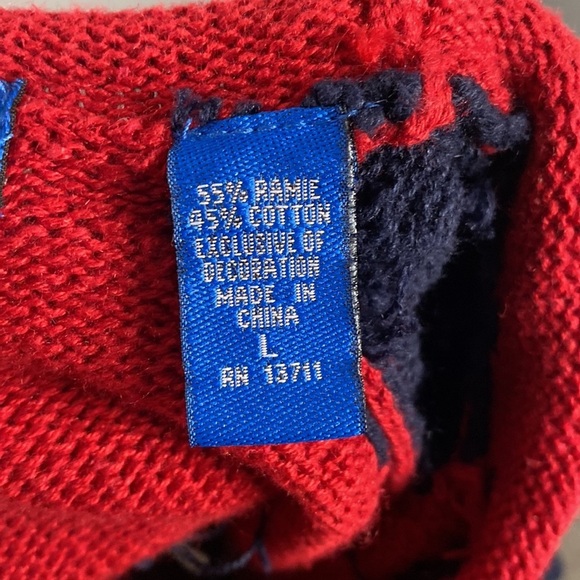 55% RAMIE
45% COTTON
EXCLUSIVE OF
DECORATION
MADE IN
CHINA
L
RN 13711